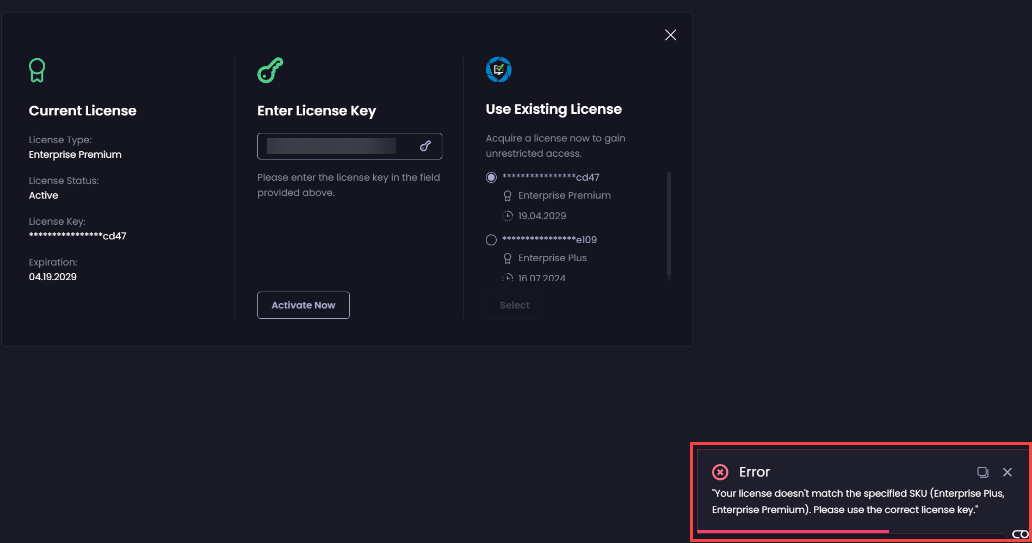 Current License
License Type:
Enterprise Premium
License Status:
Active
License Key:
****************cd47
Expiration:
04.19.2029
Enter License Key
Please enter the license key in the field
provided above.
Activate Now
Use Existing License
Acquire a license now to gain
unrestricted access.
****************cd47
Enterprise Premium
19.04.2029
****************e109
Enterprise Plus
16.07.2024
Select
Error
"Your license doesn't match the specified SKU (Enterprise Plus,
Enterprise Premium). Please use the correct license key."